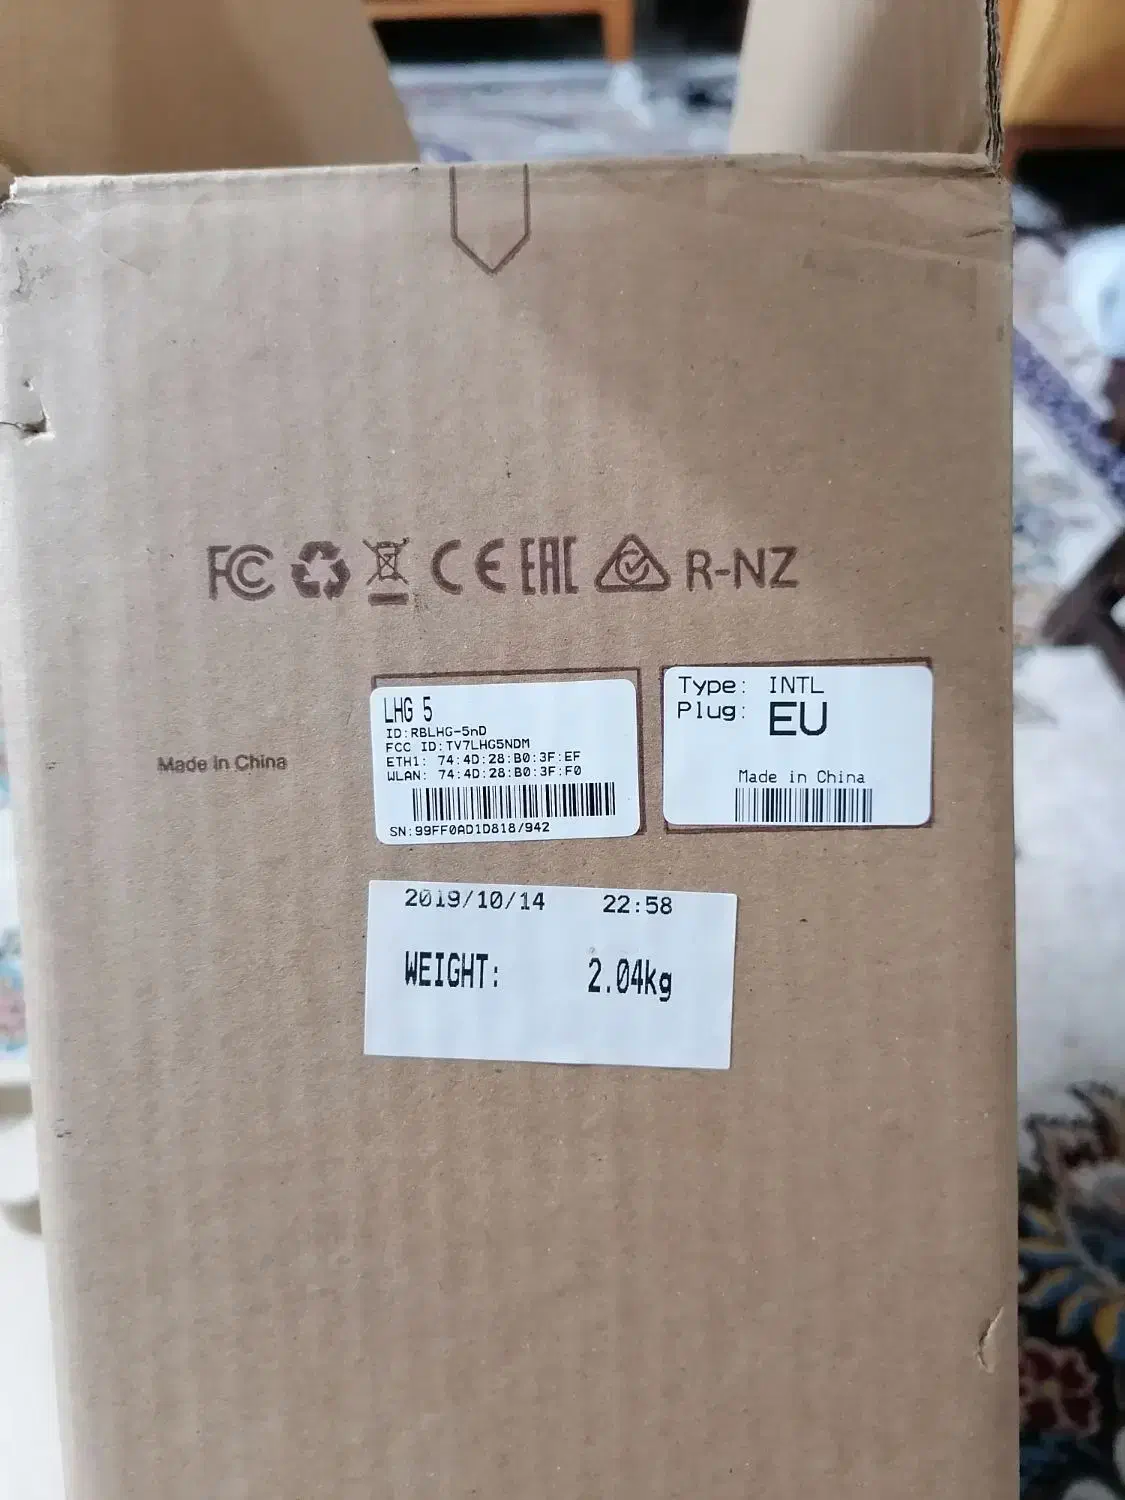 FC CE EAC R-NZ
Made in China
LHG 5
ID:RBLHG-5nD
FCC ID:TV7LHG5NDM
ETH1: 74:4D:28:B0:3F:EF
WLAN: 74:4D:28:B0:3F:F0
SN:99FF0AD1D818/942
Type: INTL
Plug: EU
Made in China
2019/10/14 22:58
WEIGHT: 2.04kg